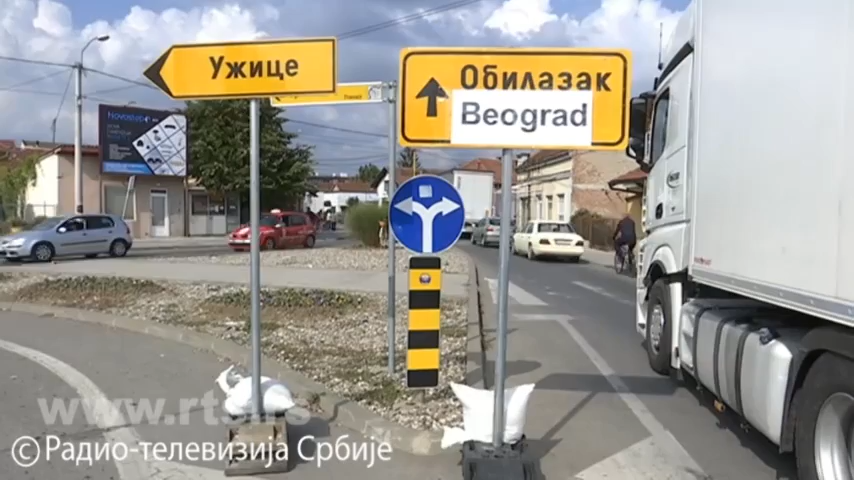 Ужице
Обилазак
Beograd
www.rts.rs
© Радио-телевизија Србије